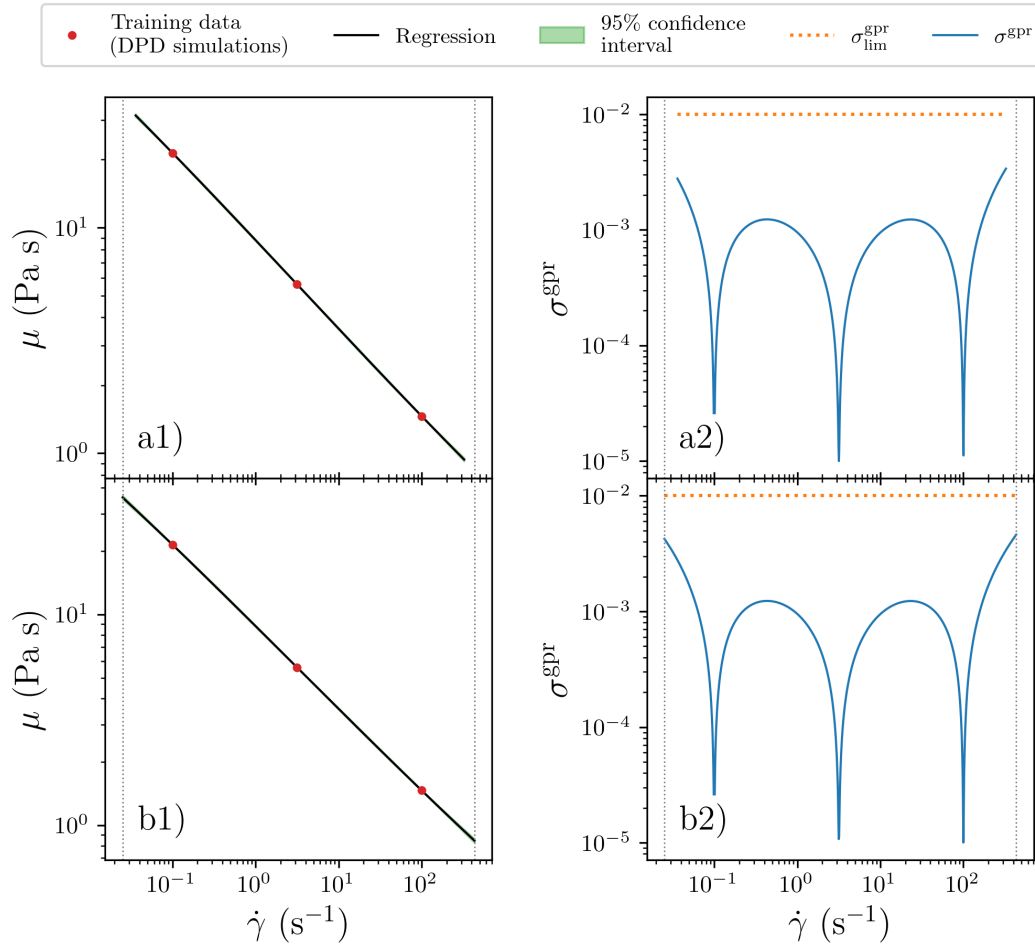 Training data
(DPD simulations)
Regression
95% confidence
interval
σ^gpr_lim
σ^gpr
μ (Pa s)
10^1
10^0
a1)
σ^gpr
10^−2
10^−3
10^−4
10^−5
a2)
μ (Pa s)
10^1
10^0
b1)
10^−1
10^0
10^1
10^2
γ̇ (s^−1)
σ^gpr
10^−2
10^−3
10^−4
10^−5
b2)
10^−1
10^0
10^1
10^2
γ̇ (s^−1)